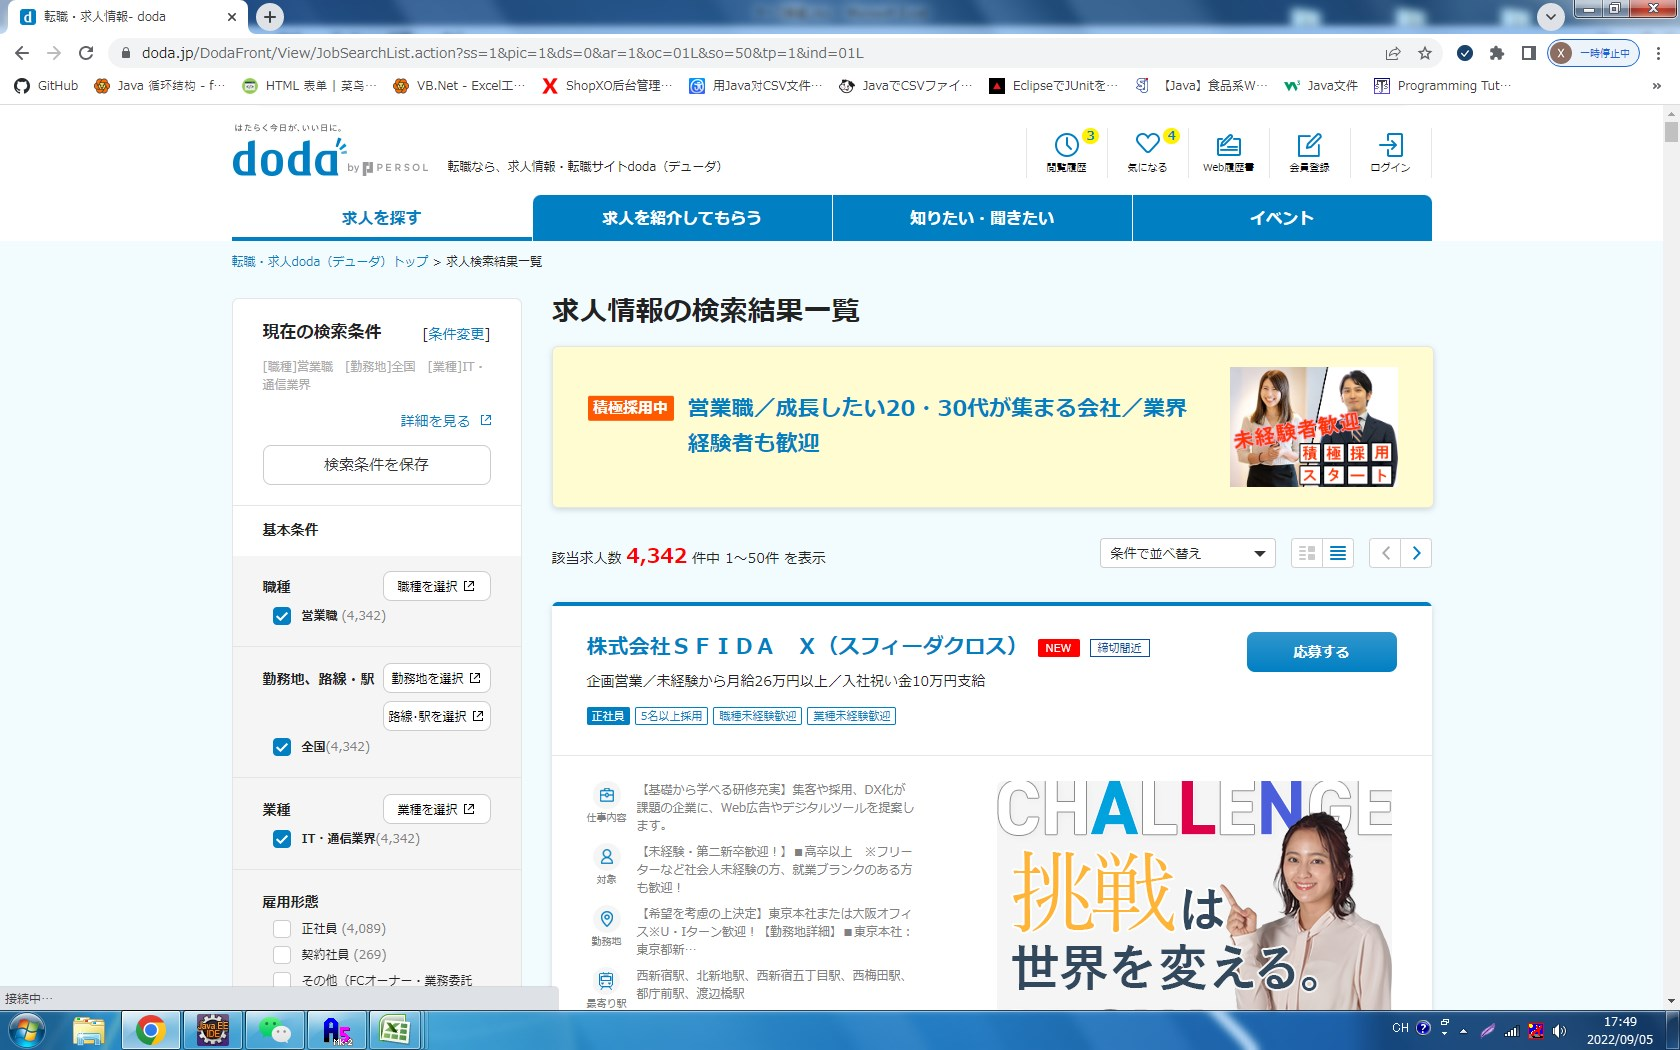 転職・求人情報- doda
doda.jp/DodaFront/View/JobSearchList.action?ss=1&pic=1&ds=0&ar=1&oc=01L&so=50&tp=1&ind=01L
X 一時停止中
GitHub
Java 循环结构 - f…
HTML 表单 | 菜鸟…
VB.Net - Excel工…
ShopXO后台管理…
用Java对CSV文件…
JavaでCSVファイ…
EclipseでJUnitを…
【Java】食品系W…
Java文件
Programming Tut…
»
はたらく今日が、いい日に。
doda by PERSOL
転職なら、求人情報・転職サイトdoda（デューダ）
3
閲覧履歴
4
気になる
Web履歴書
会員登録
ログイン
求人を探す
求人を紹介してもらう
知りたい・聞きたい
イベント
転職・求人doda（デューダ）トップ > 求人検索結果一覧
現在の検索条件 [条件変更]
[職種]営業職 [勤務地]全国 [業種]IT・
通信業界
詳細を見る
検索条件を保存
基本条件
職種 職種を選択
営業職 (4,342)
勤務地、路線・駅 勤務地を選択
路線・駅を選択
全国(4,342)
業種 業種を選択
IT・通信業界(4,342)
雇用形態
正社員 (4,089)
契約社員 (269)
その他（FCオーナー・業務委託
求人情報の検索結果一覧
積極採用中 営業職／成長したい20・30代が集まる会社／業界
経験者も歓迎
未経験者歓迎
積極採用
スタート
該当求人数 4,342 件中 1～50件 を表示
条件で並べ替え
株式会社ＳＦＩＤＡ　Ｘ（スフィーダクロス） NEW 締切間近
応募する
企画営業／未経験から月給26万円以上／入社祝い金10万円支給
正社員 5名以上採用 職種未経験歓迎 業種未経験歓迎
仕事内容
【基礎から学べる研修充実】集客や採用、DX化が
課題の企業に、Web広告やデジタルツールを提案し
ます。
対象
【未経験・第二新卒歓迎！】■高卒以上　※フリー
ターなど社会人未経験の方、就業ブランクのある方
も歓迎！
勤務地
【希望を考慮の上決定】東京本社または大阪オフィ
ス※U・Iターン歓迎！【勤務地詳細】■東京本社：
東京都新…
最寄り駅
西新宿駅、北新地駅、西新宿五丁目駅、西梅田駅、
都庁前駅、渡辺橋駅
CHALLENGE
挑戦は
世界を変える。
接続中…
Java EE
IDE
A5
MK-2
CH
17:49
2022/09/05